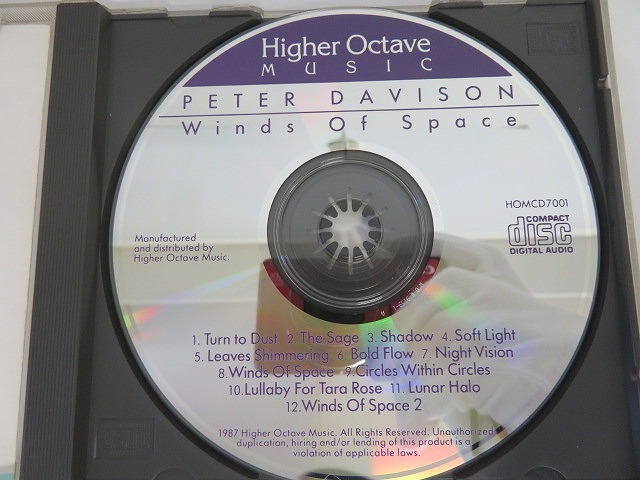 Higher Octave
MUSIC
PETER DAVISON
Winds Of Space
HOMCD7001
COMPACT
disc
DIGITAL AUDIO
Manufactured
and distributed by
Higher Octave Music.
1. Turn to Dust 2. The Sage 3. Shadow 4. Soft Light
5. Leaves Shimmering 6. Bold Flow 7. Night Vision
8. Winds Of Space 9. Circles Within Circles
10. Lullaby For Tara Rose 11. Lunar Halo
12. Winds Of Space 2
1987 Higher Octave Music. All Rights Reserved. Unauthorized
duplication, hiring and/or lending of this product is a
violation of applicable laws.